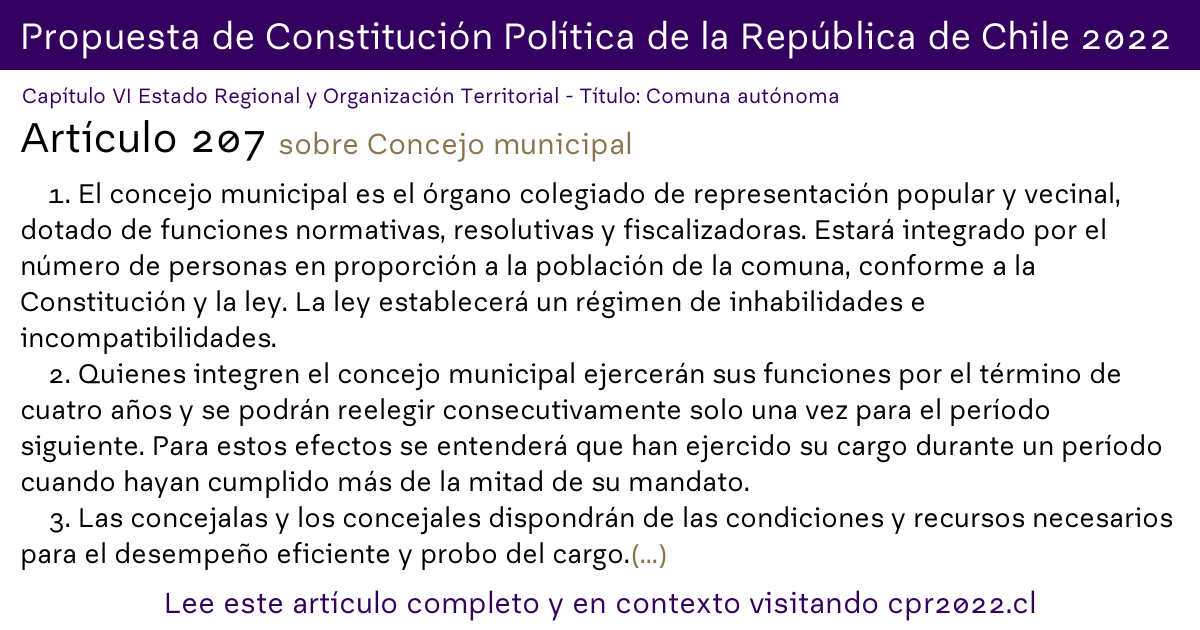 Propuesta de Constitución Política de la República de Chile 2022
Capítulo VI Estado Regional y Organización Territorial - Título: Comuna autónoma
Artículo 207 sobre Concejo municipal
1. El concejo municipal es el órgano colegiado de representación popular y vecinal,
dotado de funciones normativas, resolutivas y fiscalizadoras. Estará integrado por el
número de personas en proporción a la población de la comuna, conforme a la
Constitución y la ley. La ley establecerá un régimen de inhabilidades e
incompatibilidades.
2. Quienes integren el concejo municipal ejercerán sus funciones por el término de
cuatro años y se podrán reelegir consecutivamente solo una vez para el período
siguiente. Para estos efectos se entenderá que han ejercido su cargo durante un período
cuando hayan cumplido más de la mitad de su mandato.
3. Las concejalas y los concejales dispondrán de las condiciones y recursos necesarios
para el desempeño eficiente y probo del cargo.(...)
Lee este artículo completo y en contexto visitando cpr2022.cl